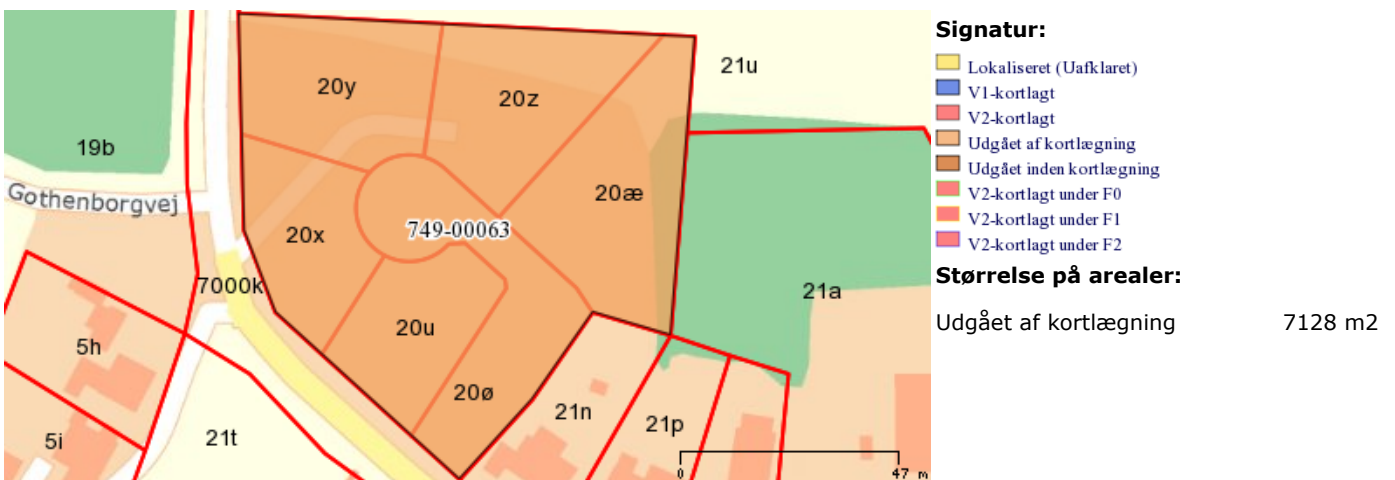 21u
20y
20z
19b
20æ
Gothenborgvej
749-00063
20x
7000k
21a
20u
5h
20ø
21n
21p
21t
5i
0
47 m
Signatur:
Lokaliseret (Uafklaret)
V1-kortlagt
V2-kortlagt
Udgået af kortlægning
Udgået inden kortlægning
V2-kortlagt under F0
V2-kortlagt under F1
V2-kortlagt under F2
Størrelse på arealer:
Udgået af kortlægning 7128 m2